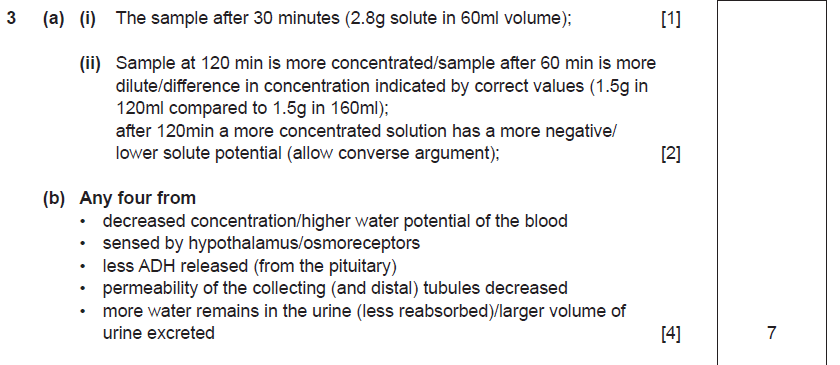 3 (a) (i) The sample after 30 minutes (2.8g solute in 60ml volume); [1]
(ii) Sample at 120 min is more concentrated/sample after 60 min is more
dilute/difference in concentration indicated by correct values (1.5g in
120ml compared to 1.5g in 160ml);
after 120min a more concentrated solution has a more negative/
lower solute potential (allow converse argument); [2]
(b) Any four from
• decreased concentration/higher water potential of the blood
• sensed by hypothalamus/osmoreceptors
• less ADH released (from the pituitary)
• permeability of the collecting (and distal) tubules decreased
• more water remains in the urine (less reabsorbed)/larger volume of
urine excreted [4] 7